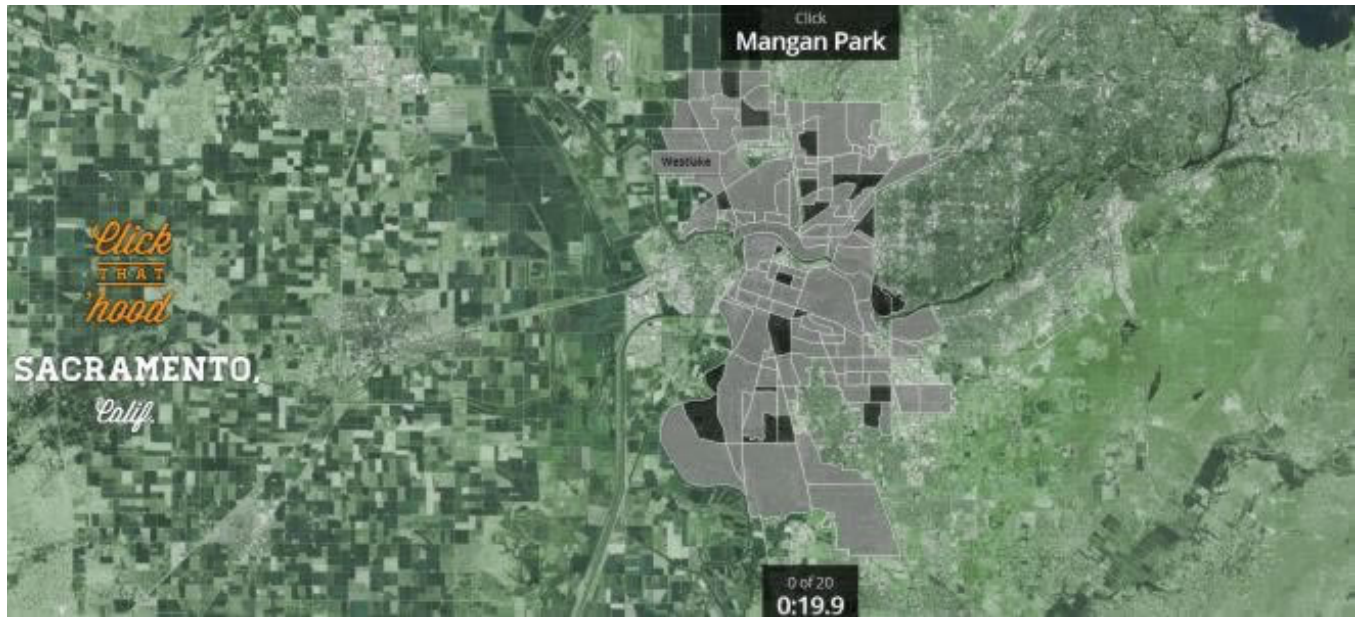 Click
Mangan Park
Westlake
Click
THAT
'hood
SACRAMENTO,
Calif.
0 of 20
0:19.9